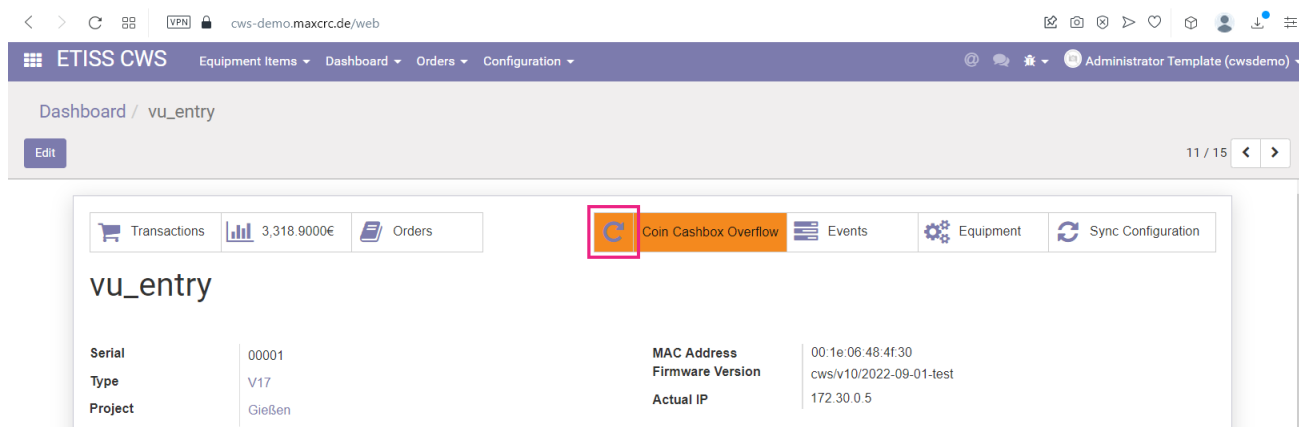 VPN cws-demo.maxcrc.de/web
ETISS CWS Equipment Items Dashboard Orders Configuration @ Administrator Template (cwsdemo)
Dashboard / vu_entry
Edit 11 / 15
Transactions 3,318.9000€ Orders Coin Cashbox Overflow Events Equipment Sync Configuration
vu_entry
Serial 00001 MAC Address 00:1e:06:48:4f:30
Type V17 Firmware Version cws/v10/2022-09-01-test
Project Gießen Actual IP 172.30.0.5